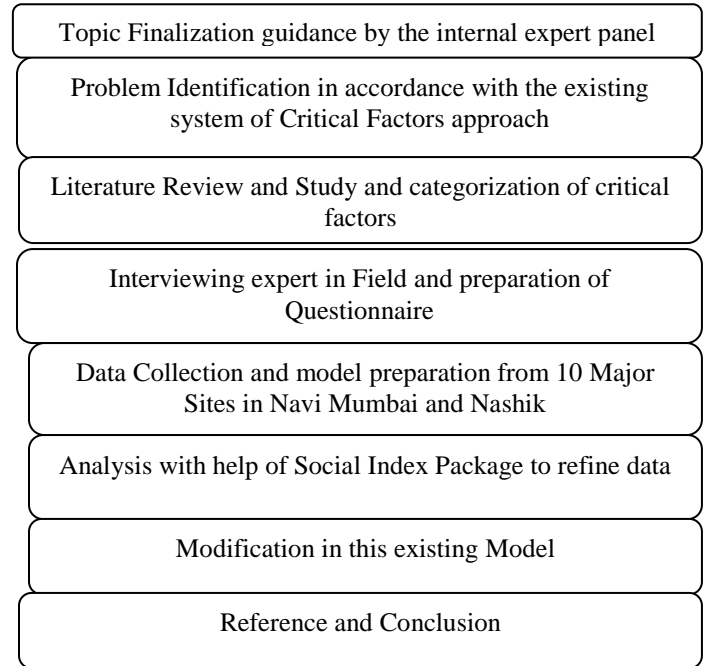 Topic Finalization guidance by the internal expert panel
Problem Identification in accordance with the existing
system of Critical Factors approach
Literature Review and Study and categorization of critical
factors
Interviewing expert in Field and preparation of
Questionnaire
Data Collection and model preparation from 10 Major
Sites in Navi Mumbai and Nashik
Analysis with help of Social Index Package to refine data
Modification in this existing Model
Reference and Conclusion